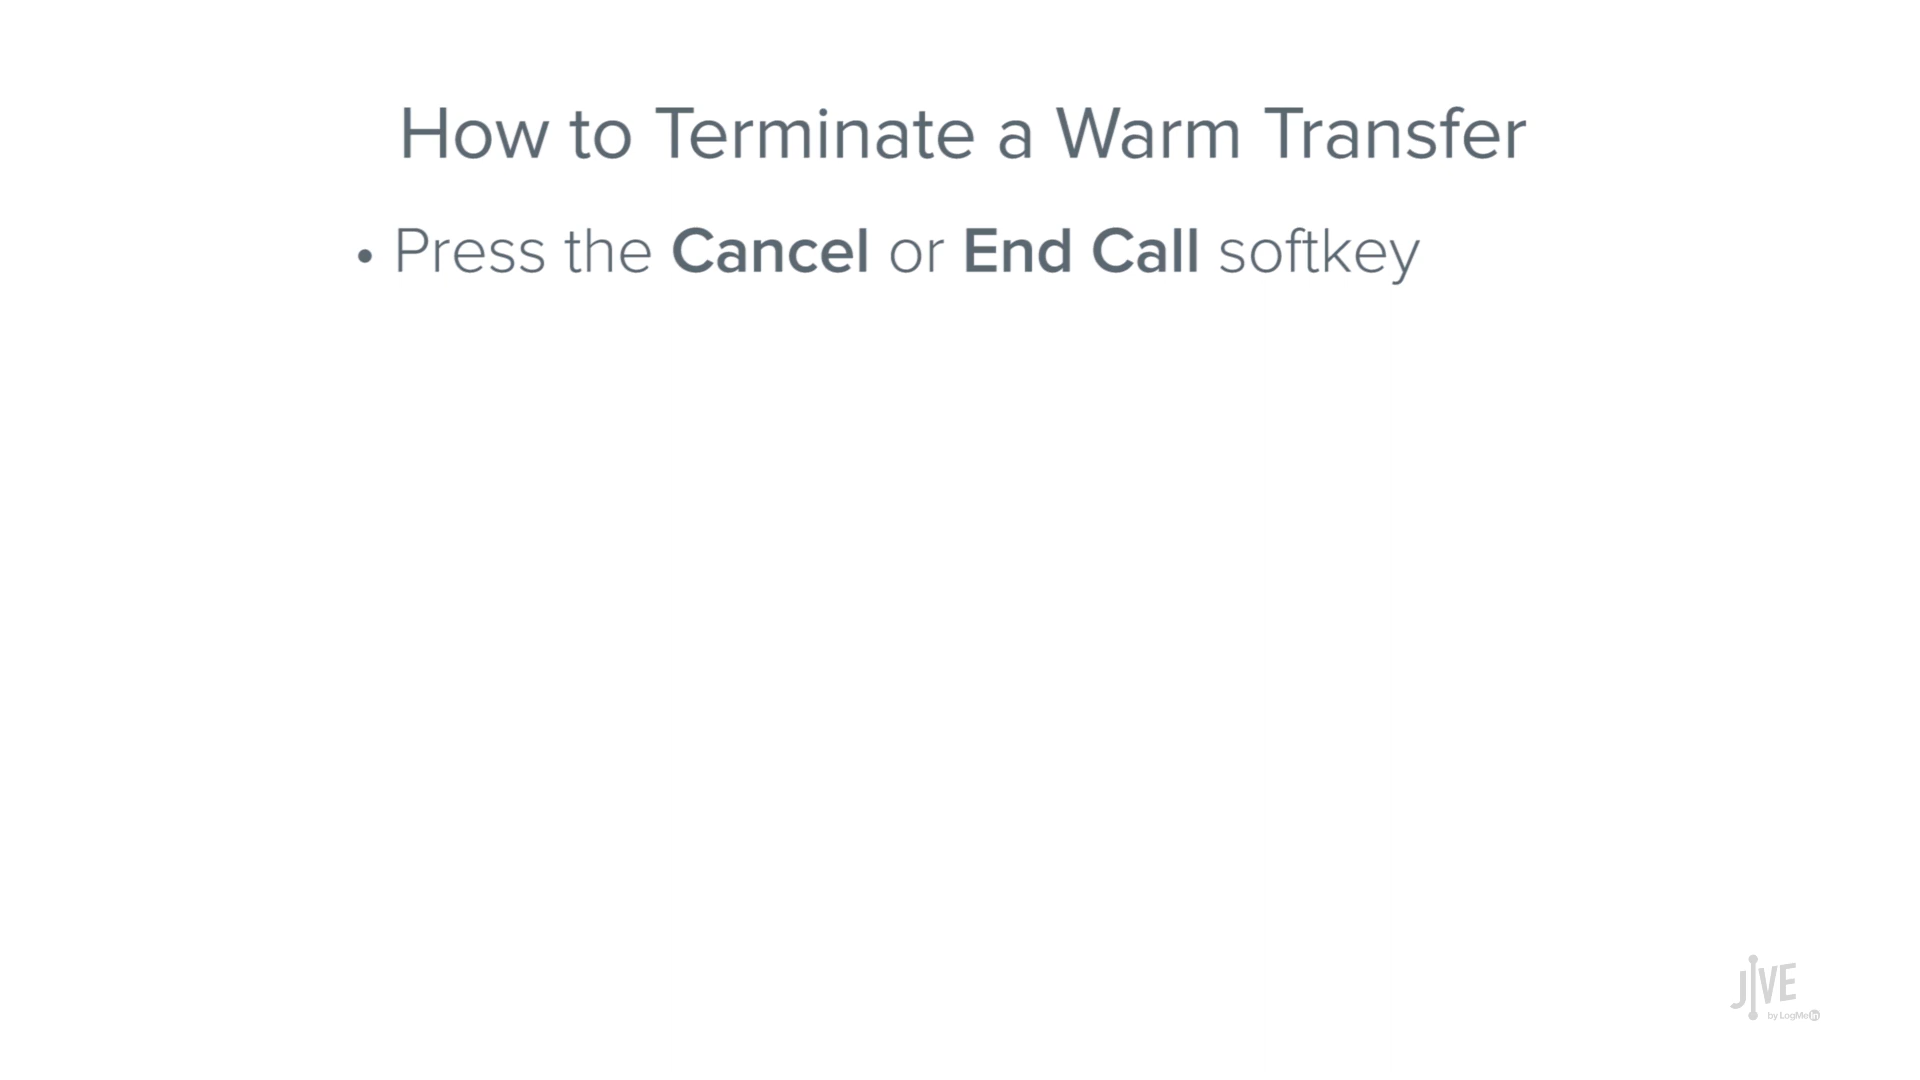 How to Terminate a Warm Transfer
• Press the Cancel or End Call softkey
JIVE
by LogMeIn